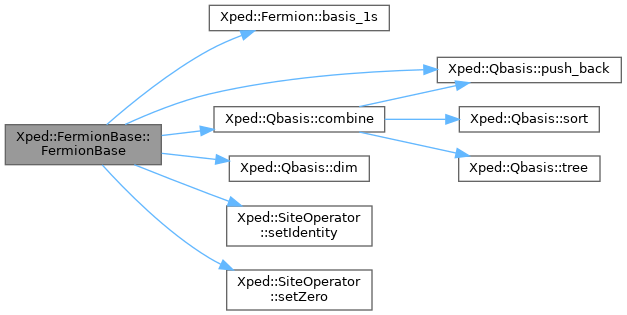 Xped::Fermion::basis_1s
Xped::Qbasis::push_back
Xped::FermionBase::
FermionBase
Xped::Qbasis::combine
Xped::Qbasis::sort
Xped::Qbasis::dim
Xped::Qbasis::tree
Xped::SiteOperator
::setIdentity
Xped::SiteOperator
::setZero